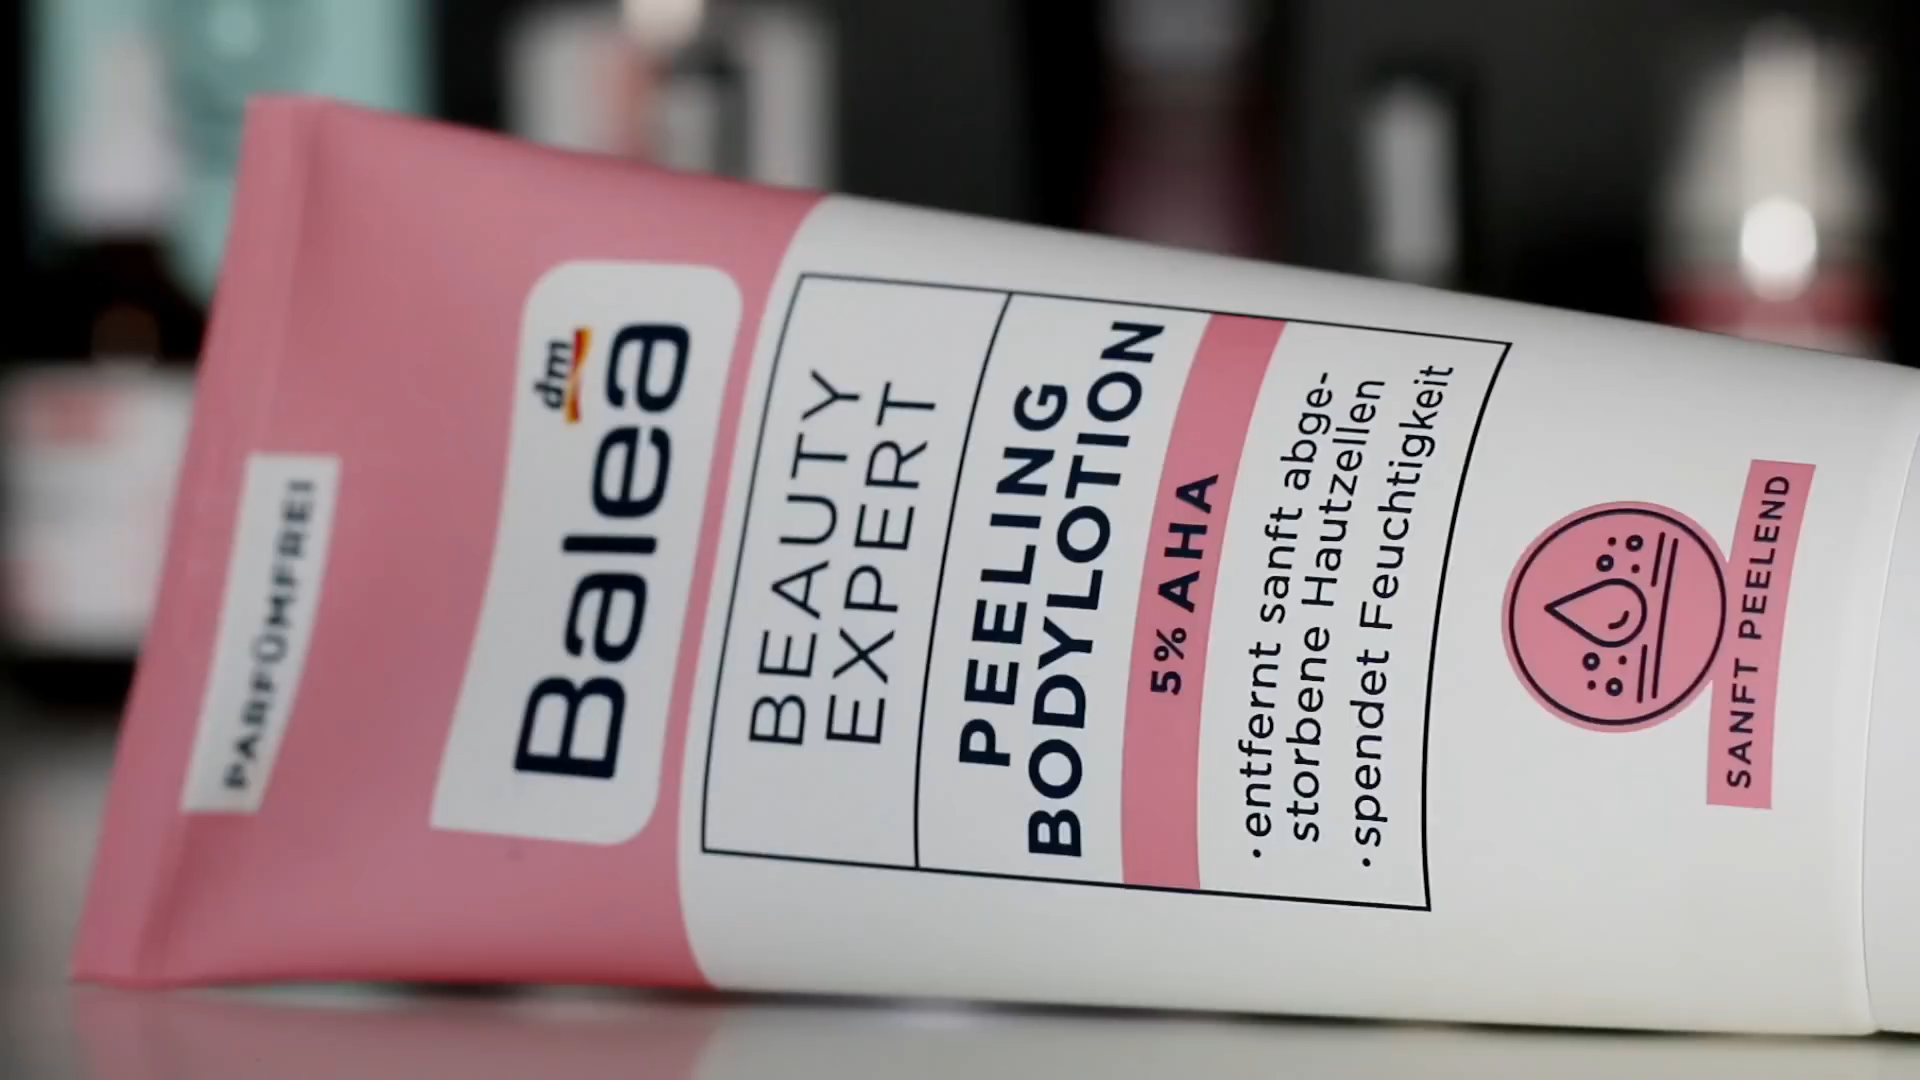 PARFÜMFREI
dm
Balea
BEAUTY
EXPERT
PEELING
BODYLOTION
5% AHA
· entfernt sanft abge-
storbene Hautzellen
· spendet Feuchtigkeit
SANFT PEELEND